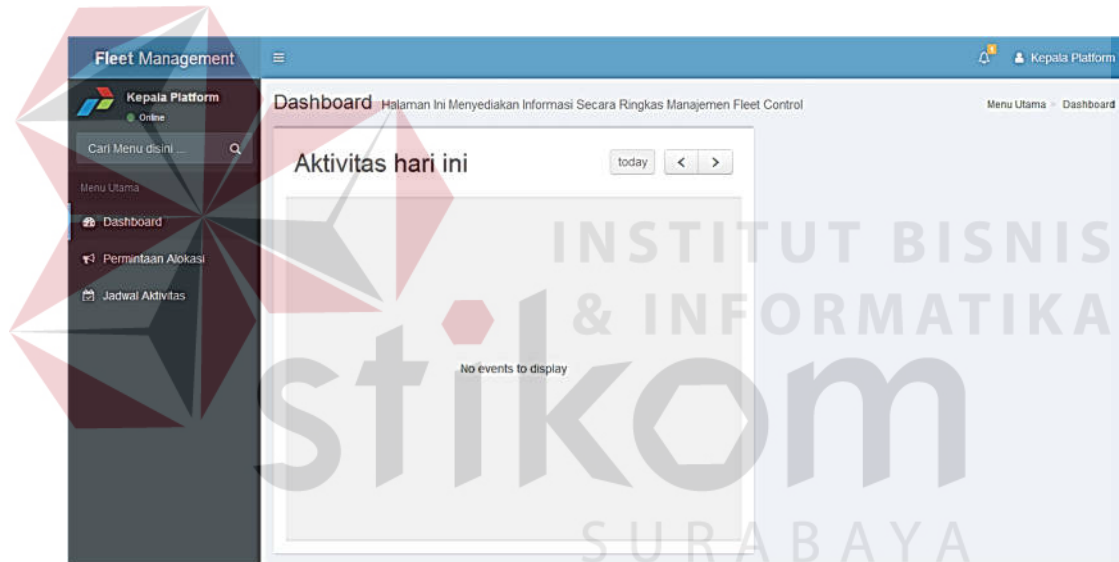 Fleet Management
Kepala Platform
Kepala Platform
Online
Dashboard Halaman Ini Menyediakan Informasi Secara Ringkas Manajemen Fleet Control
Menu Utama Dashboard
Cari Menu disini ...
Aktivitas hari ini
today < >
Menu Utama
Dashboard
Permintaan Alokasi
Jadwal Aktivitas
No events to display
INSTITUT BISNIS
& INFORMATIKA
stikom
SURABAYA